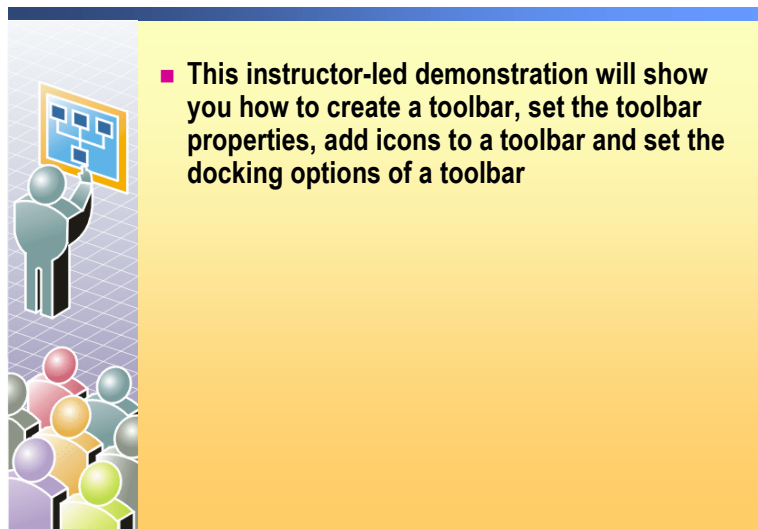 This instructor-led demonstration will show
you how to create a toolbar, set the toolbar
properties, add icons to a toolbar and set the
docking options of a toolbar